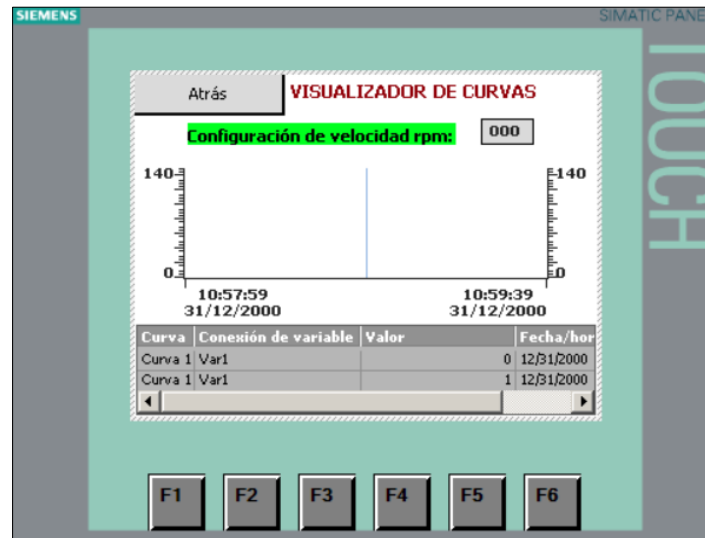 SIEMENS
SIMATIC PANE
TOUCH
Atrás
VISUALIZADOR DE CURVAS
Configuración de velocidad rpm: 000
140 140
0 0
10:57:59 10:59:39
31/12/2000 31/12/2000
Curva Conexión de variable Valor Fecha/hor
Curva 1 Var1 0 12/31/2000
Curva 1 Var1 1 12/31/2000
F1 F2 F3 F4 F5 F6